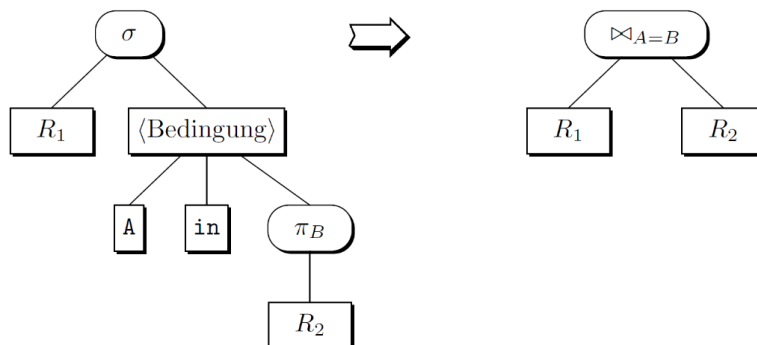 σ
⋈A=B
R1
⟨Bedingung⟩
R1
R2
A
in
πB
R2